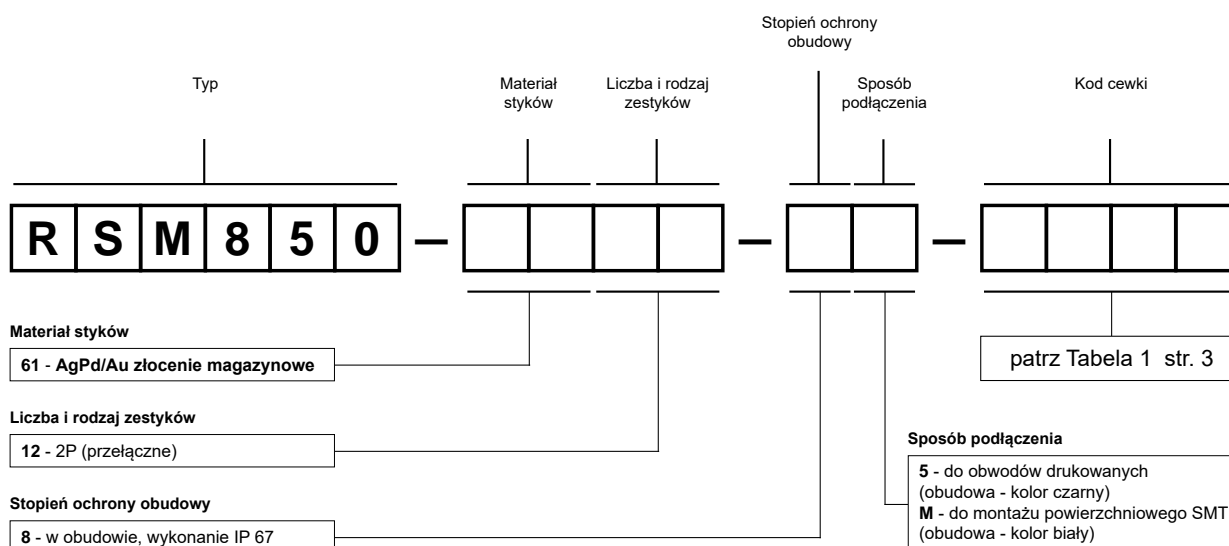 Stopień ochrony
obudowy
Typ
Materiał
styków
Liczba i rodzaj
zestyków
Sposób
podłączenia
Kod cewki
R S M 8 5 0 – – –
Materiał styków
61 - AgPd/Au złocenie magazynowe
patrz Tabela 1 str. 3
Liczba i rodzaj zestyków
12 - 2P (przełączne)
Stopień ochrony obudowy
8 - w obudowie, wykonanie IP 67
Sposób podłączenia
5 - do obwodów drukowanych
(obudowa - kolor czarny)
M - do montażu powierzchniowego SMT
(obudowa - kolor biały)